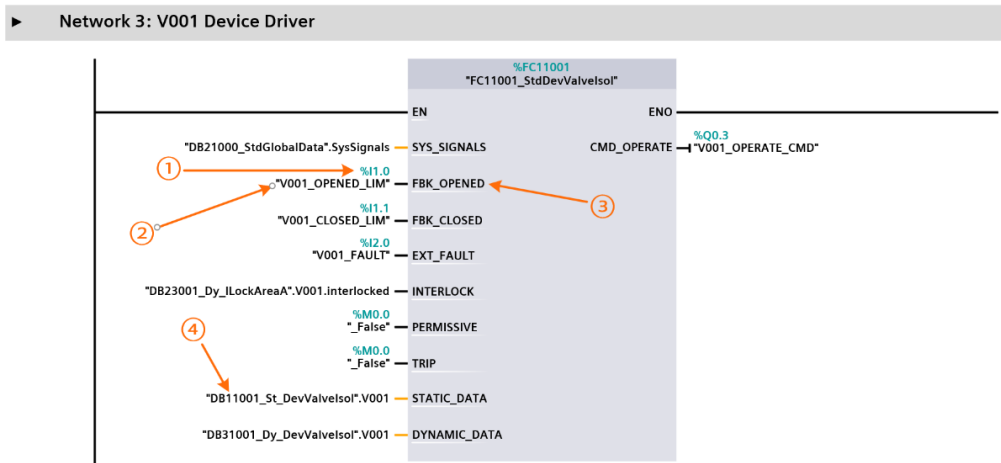 ► Network 3: V001 Device Driver
%FC11001
"FC11001_StdDevValveIsol"
EN ENO
"DB21000_StdGlobalData".SysSignals SYS_SIGNALS CMD_OPERATE %Q0.3 "V001_OPERATE_CMD"
1 %I1.0
"V001_OPENED_LIM" FBK_OPENED
2 3
%I1.1
"V001_CLOSED_LIM" FBK_CLOSED
%I2.0
"V001_FAULT" EXT_FAULT
"DB23001_Dy_ILockAreaA".V001.interlocked INTERLOCK
%M0.0
"_False" PERMISSIVE
4
%M0.0
"_False" TRIP
"DB11001_St_DevValveIsol".V001 STATIC_DATA
"DB31001_Dy_DevValveIsol".V001 DYNAMIC_DATA